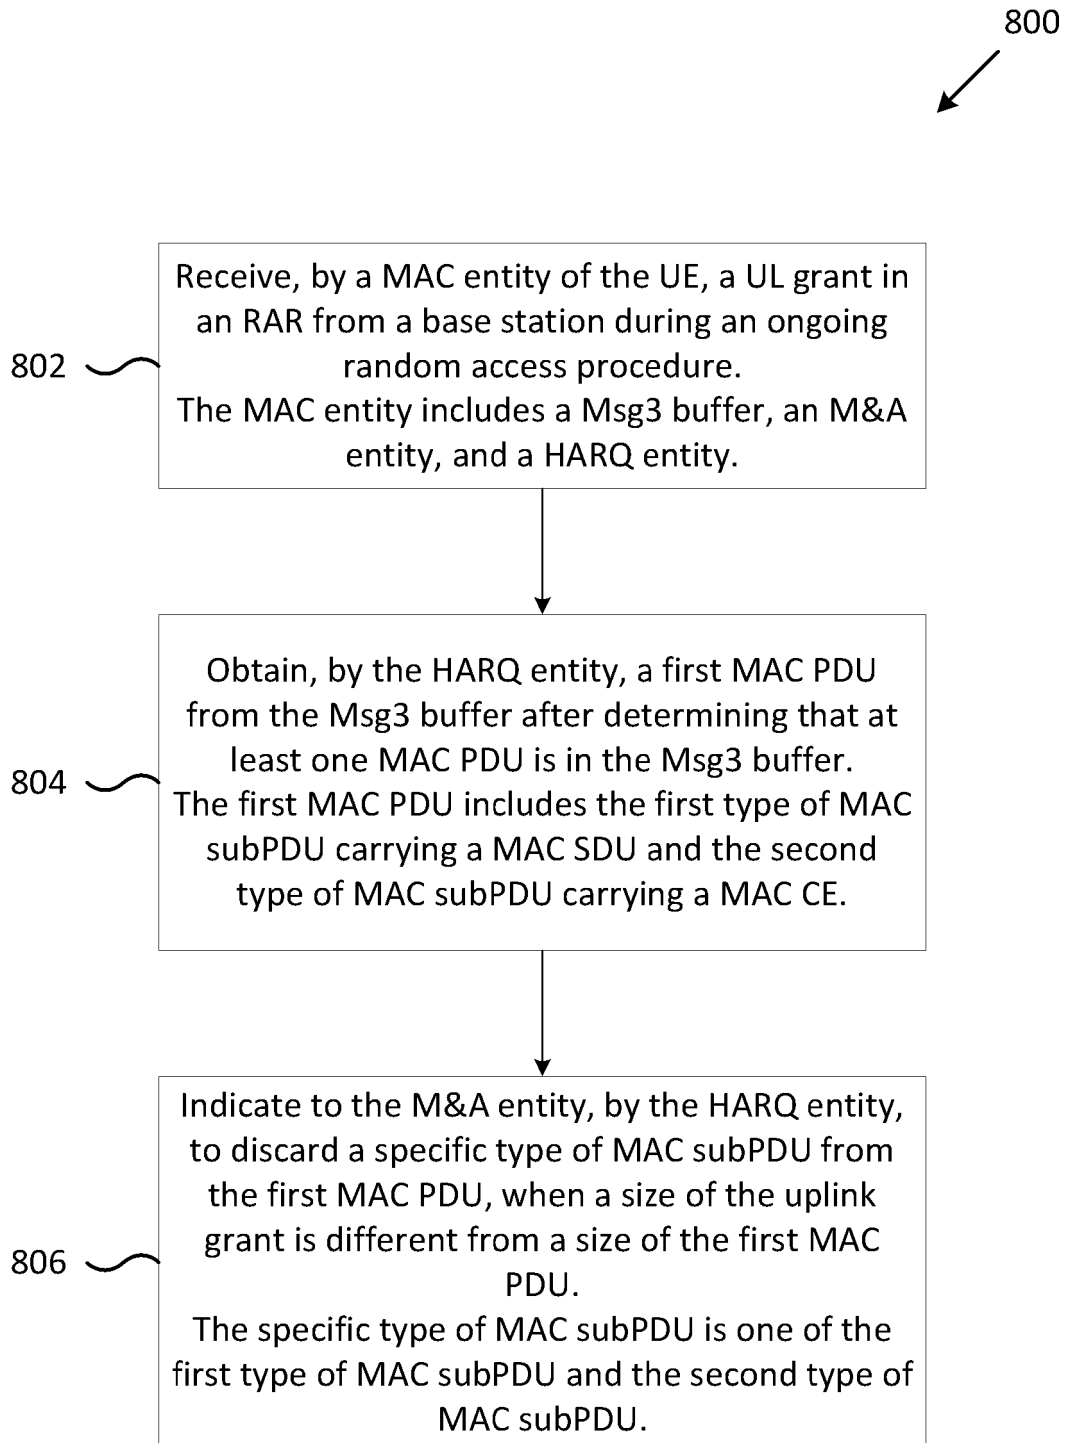 800
Receive, by a MAC entity of the UE, a UL grant in
an RAR from a base station during an ongoing
random access procedure.
The MAC entity includes a Msg3 buffer, an M&A
entity, and a HARQ entity.
802
Obtain, by the HARQ entity, a first MAC PDU
from the Msg3 buffer after determining that at
least one MAC PDU is in the Msg3 buffer.
The first MAC PDU includes the first type of MAC
subPDU carrying a MAC SDU and the second
type of MAC subPDU carrying a MAC CE.
804
Indicate to the M&A entity, by the HARQ entity,
to discard a specific type of MAC subPDU from
the first MAC PDU, when a size of the uplink
grant is different from a size of the first MAC
PDU.
The specific type of MAC subPDU is one of the
first type of MAC subPDU and the second type of
MAC subPDU.
806